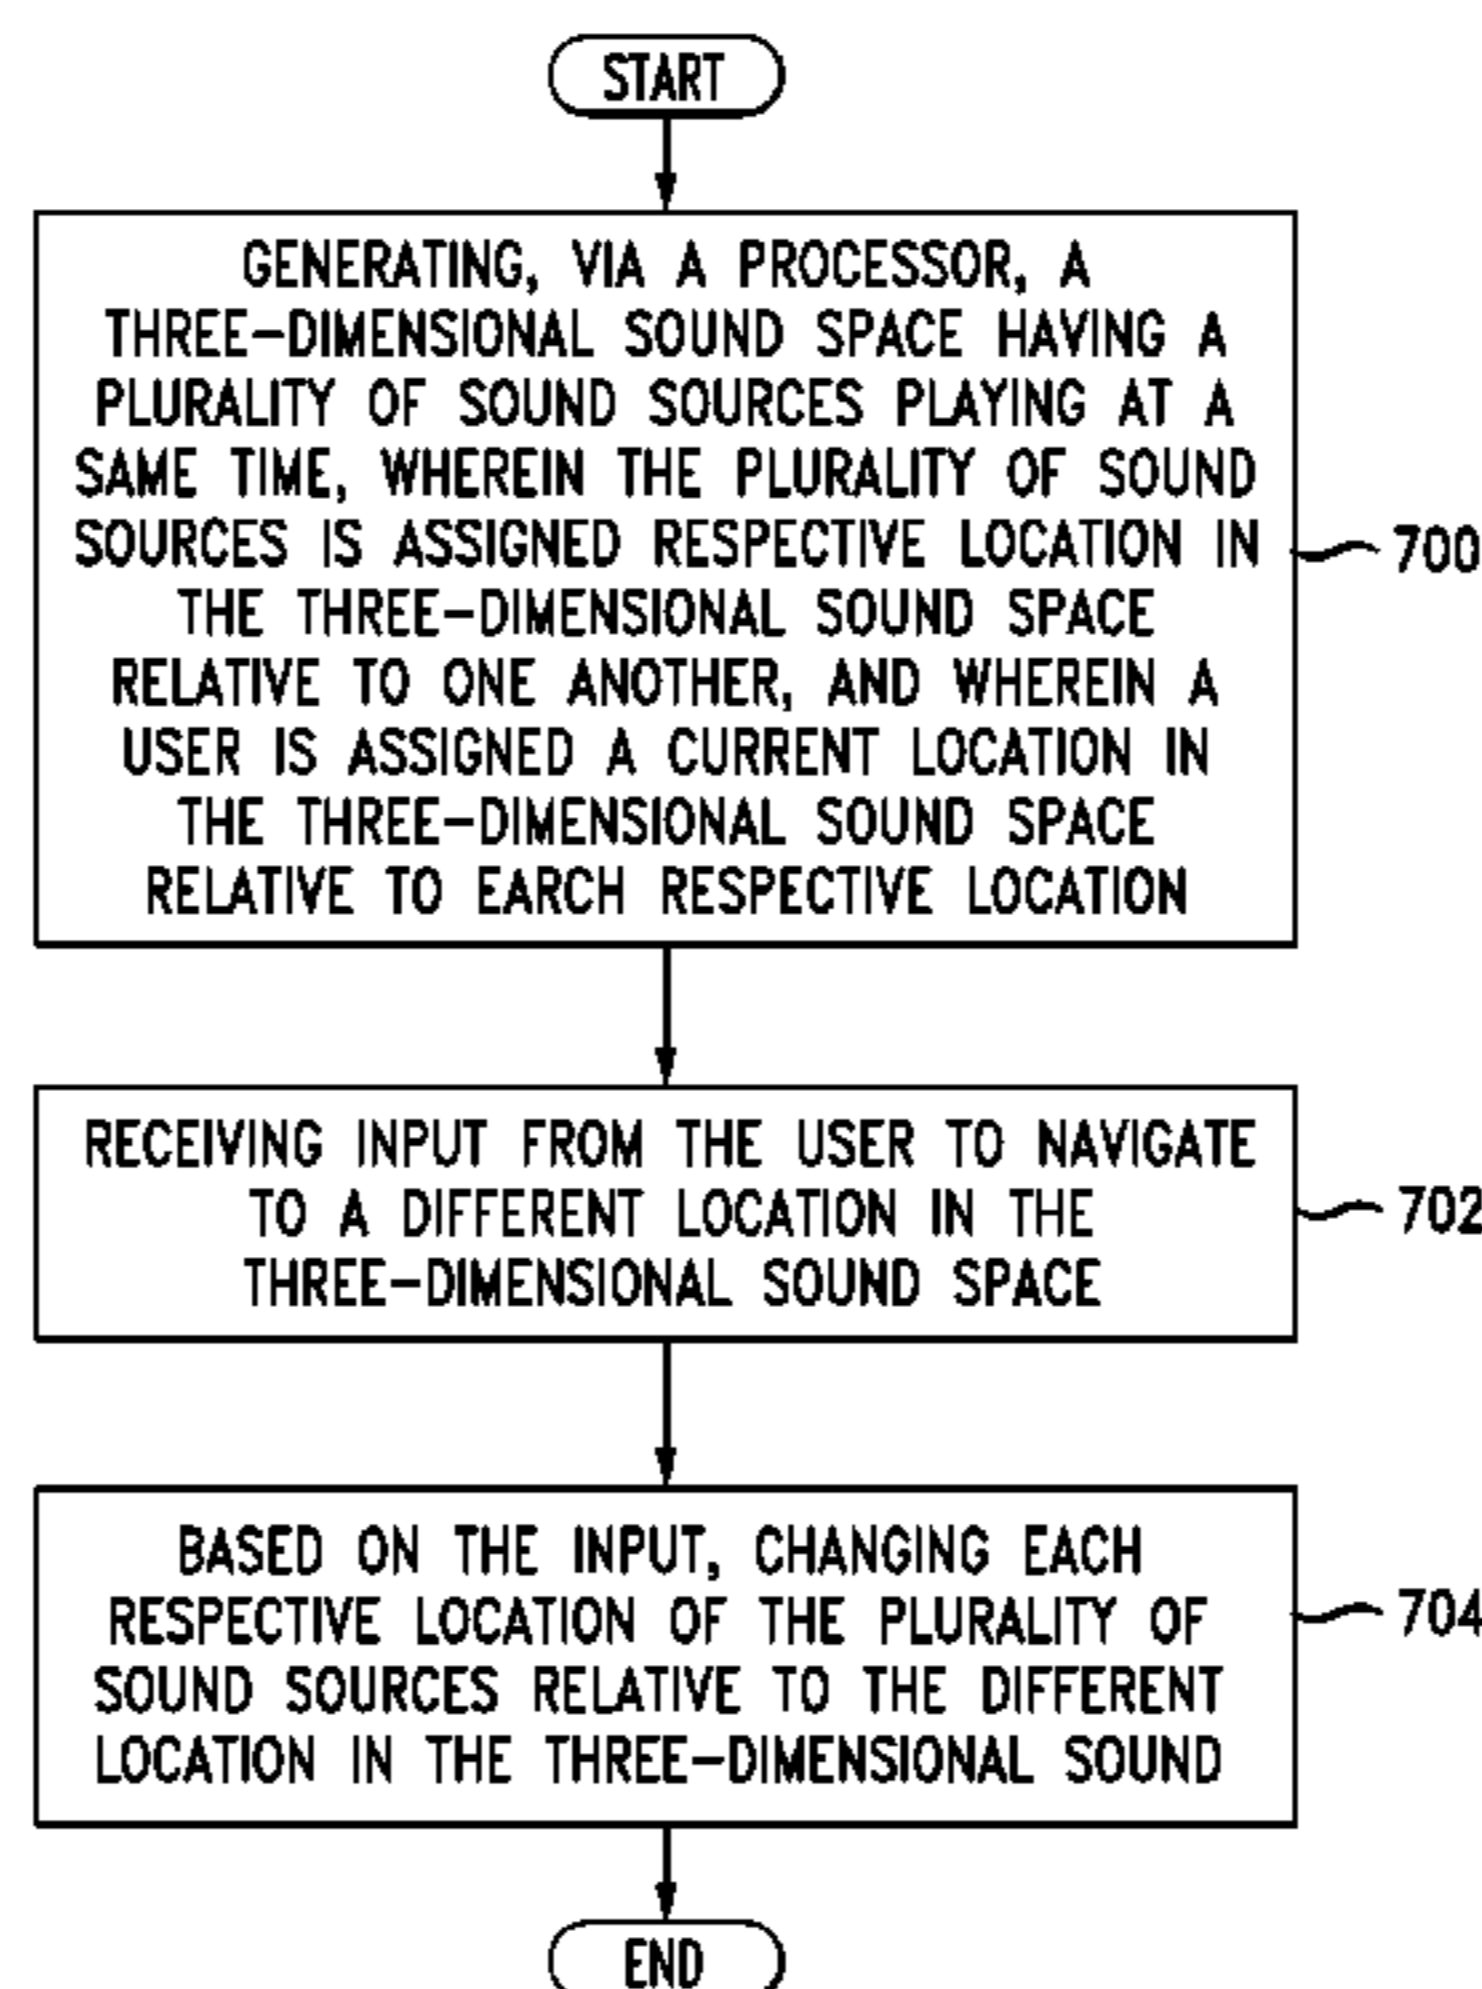 START
GENERATING, VIA A PROCESSOR, A
THREE-DIMENSIONAL SOUND SPACE HAVING A
PLURALITY OF SOUND SOURCES PLAYING AT A
SAME TIME, WHEREIN THE PLURALITY OF SOUND
SOURCES IS ASSIGNED RESPECTIVE LOCATION IN
THE THREE-DIMENSIONAL SOUND SPACE
RELATIVE TO ONE ANOTHER, AND WHEREIN A
USER IS ASSIGNED A CURRENT LOCATION IN
THE THREE-DIMENSIONAL SOUND SPACE
RELATIVE TO EARCH RESPECTIVE LOCATION
700
RECEIVING INPUT FROM THE USER TO NAVIGATE
TO A DIFFERENT LOCATION IN THE
THREE-DIMENSIONAL SOUND SPACE
702
BASED ON THE INPUT, CHANGING EACH
RESPECTIVE LOCATION OF THE PLURALITY OF
SOUND SOURCES RELATIVE TO THE DIFFERENT
LOCATION IN THE THREE-DIMENSIONAL SOUND
704
END